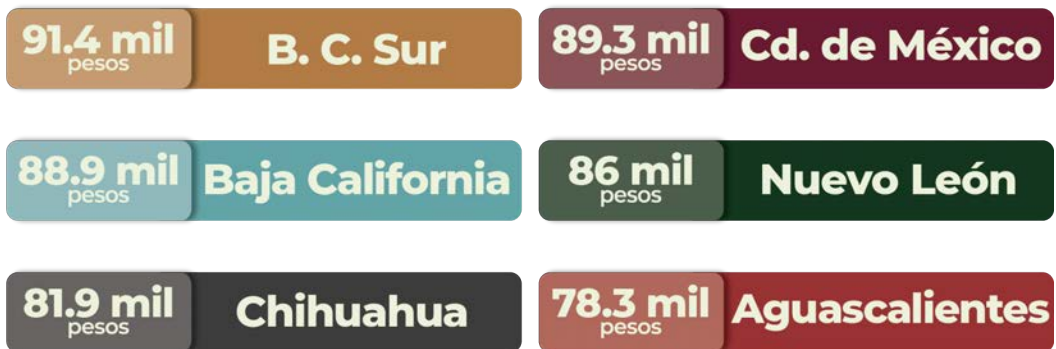 91.4 mil
pesos
B. C. Sur
89.3 mil
pesos
Cd. de México
88.9 mil
pesos
Baja California
86 mil
pesos
Nuevo León
81.9 mil
pesos
Chihuahua
78.3 mil
pesos
Aguascalientes